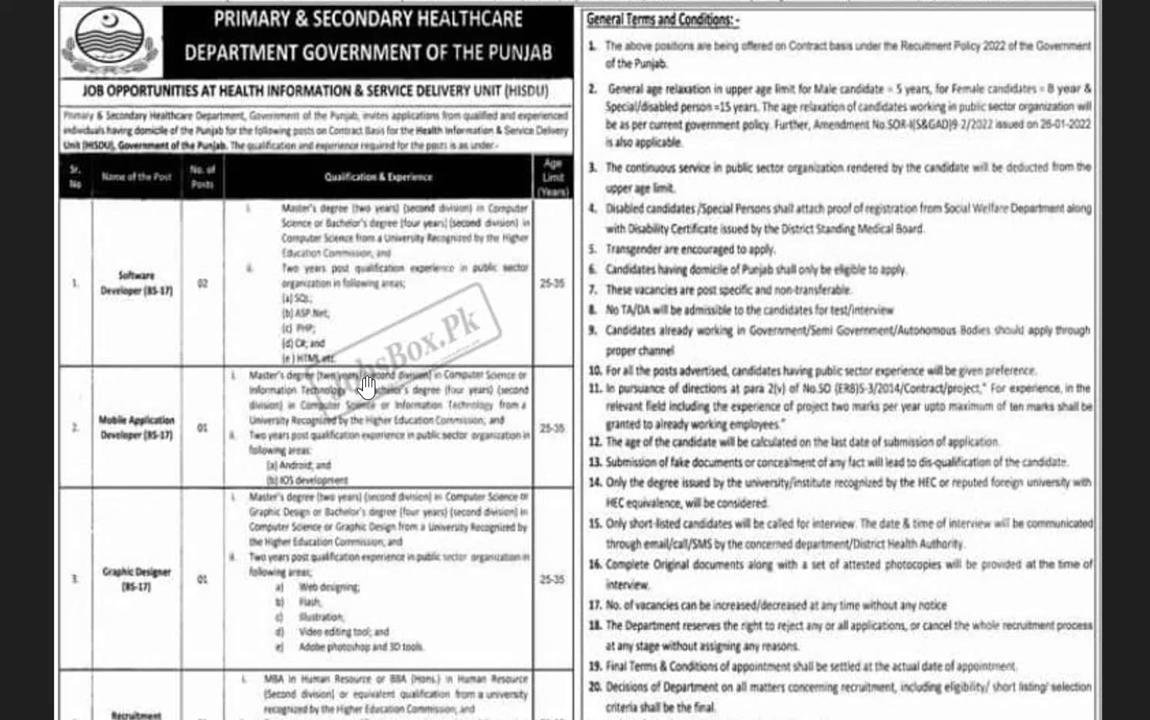 PRIMARY & SECONDARY HEALTHCARE
DEPARTMENT GOVERNMENT OF THE PUNJAB
JOB OPPORTUNITIES AT HEALTH INFORMATION & SERVICE DELIVERY UNIT (HISDU)
Primary & Secondary Healthcare Department, Government of the Punjab, invites applications from qualified and experienced
individuals having domicile of the Punjab for the following posts on Contract Basis for the Health Information & Service Delivery
Unit (HISDU), Government of the Punjab. The qualification and experience required for the posts is as under:-
Sr. No
Name of the Post
No. of Posts
Qualification & Experience
Age Limit (Years)
1.
Software
Developer (BS-17)
02
i. Master's degree (two years) (second division) in Computer
Science or Bachelor's degree (four years) (second division) in
Computer Science from a University Recognized by the Higher
Education Commission; and
ii. Two years post qualification experience in public sector
organization in following areas;
(a) SQL;
(b) ASP.Net;
(c) PHP;
(d) C#; and
(e) HTML etc.
25-35
2.
Mobile Application
Developer (BS-17)
01
i. Master's degree (two years) (second division) in Computer Science or
Information Technology Bachelor's degree (four years) (second
division) in Computer Science or Information Technology from a
University Recognized by the Higher Education Commission; and
ii. Two years post qualification experience in public sector organization in
following areas:
(a) Android; and
(b) IOS development
25-35
3.
Graphic Designer
(BS-17)
01
i. Master's degree (two years) (second division) in Computer Science or
Graphic Design or Bachelor's degree (four years) (second division) in
Computer Science or Graphic Design from a University Recognized by
the Higher Education Commission; and
ii. Two years post qualification experience in public sector organization in
following areas;
a) Web designing;
b) Flash;
c) Illustration;
d) Video editing tool; and
e) Adobe photoshop and 3D tools.
25-35
Recruitment
i. MBA in Human Resource or BBA (Hons.) in Human Resource
(Second division) or equivalent qualification from a university
recognized by the Higher Education Commission; and
JobsBox.Pk
General Terms and Conditions:-
1. The above positions are being offered on Contract basis under the Recuitment Policy 2022 of the Government
of the Punjab.
2. General age relaxation in upper age limit for Male candidate = 5 years, for Female candidates = 8 year &
Special/disabled person =15 years. The age relaxation of candidates working in public sector organization will
be as per current government policy. Further, Amendment No.SOR-I(S&GAD)9-2/2022 issued on 26-01-2022
is also applicable.
3. The continuous service in public sector organization rendered by the candidate will be deducted from the
upper age limit.
4. Disabled candidates /Special Persons shall attach proof of registration from Social Welfare Department along
with Disability Certificate issued by the District Standing Medical Board.
5. Transgender are encouraged to apply.
6. Candidates having domicile of Punjab shall only be eligible to apply.
7. These vacancies are post specific and non-transferable.
8. No TA/DA will be admissible to the candidates for test/interview
9. Candidates already working in Government/Semi Government/Autonomous Bodies should apply through
proper channel
10. For all the posts advertised, candidates having public sector experience will be given preference.
11. In pursuance of directions at para 2(v) of No.SO (ERB)5-3/2014/Contract/project," For experience, in the
relevant field including the experience of project two marks per year upto maximum of ten marks shall be
granted to already working employees."
12. The age of the candidate will be calculated on the last date of submission of application.
13. Submission of fake documents or concealment of any fact will lead to dis-qualification of the candidate.
14. Only the degree issued by the university/institute recognized by the HEC or reputed foreign university with
HEC equivalence, will be considered.
15. Only short-listed candidates will be called for interview. The date & time of interview will be communicated
through email/call/SMS by the concerned department/District Health Authority.
16. Complete Original documents along with a set of attested photocopies will be provided at the time of
interview.
17. No. of vacancies can be increased/decreased at any time without any notice
18. The Department reserves the right to reject any or all applications, or cancel the whole recruitment process
at any stage without assigning any reasons.
19. Final Terms & Conditions of appointment shall be settled at the actual date of appointment.
20. Decisions of Department on all matters concerning recruitment, including eligibility/ short listing/ selection
criteria shall be the final.